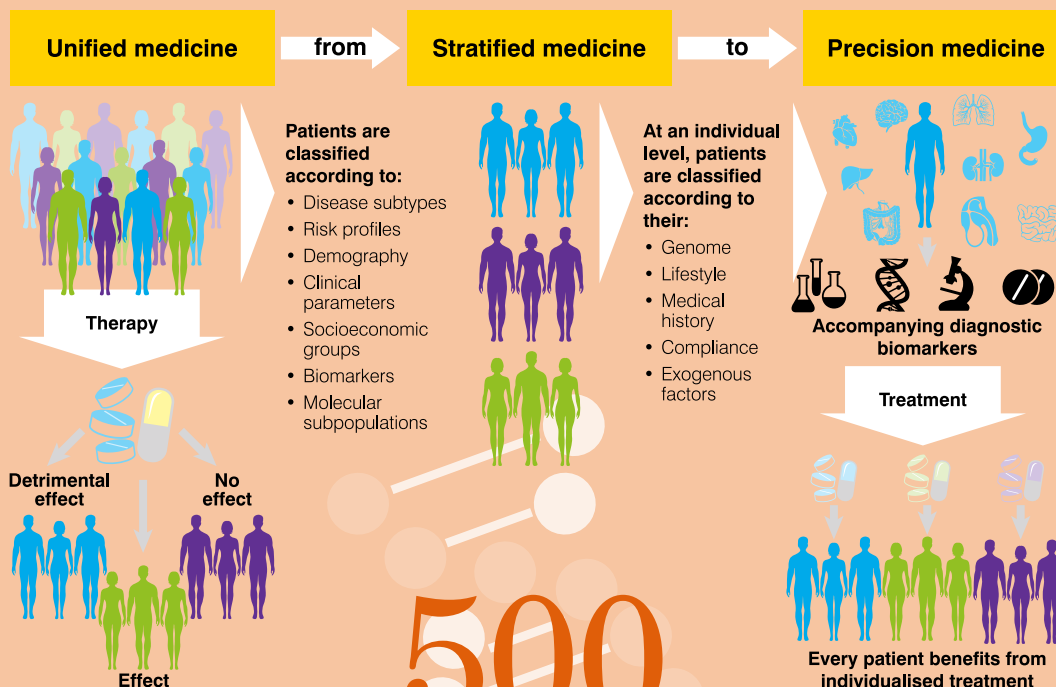 Unified medicine
from
Stratified medicine
to
Precision medicine
Patients are
classified
according to:
• Disease subtypes
• Risk profiles
• Demography
• Clinical
parameters
• Socioeconomic
groups
• Biomarkers
• Molecular
subpopulations
At an individual
level, patients
are classified
according to
their:
• Genome
• Lifestyle
• Medical
history
• Compliance
• Exogenous
factors
Therapy
Detrimental
effect
No
effect
Effect
Accompanying diagnostic
biomarkers
Treatment
Every patient benefits from
individualised treatment
500